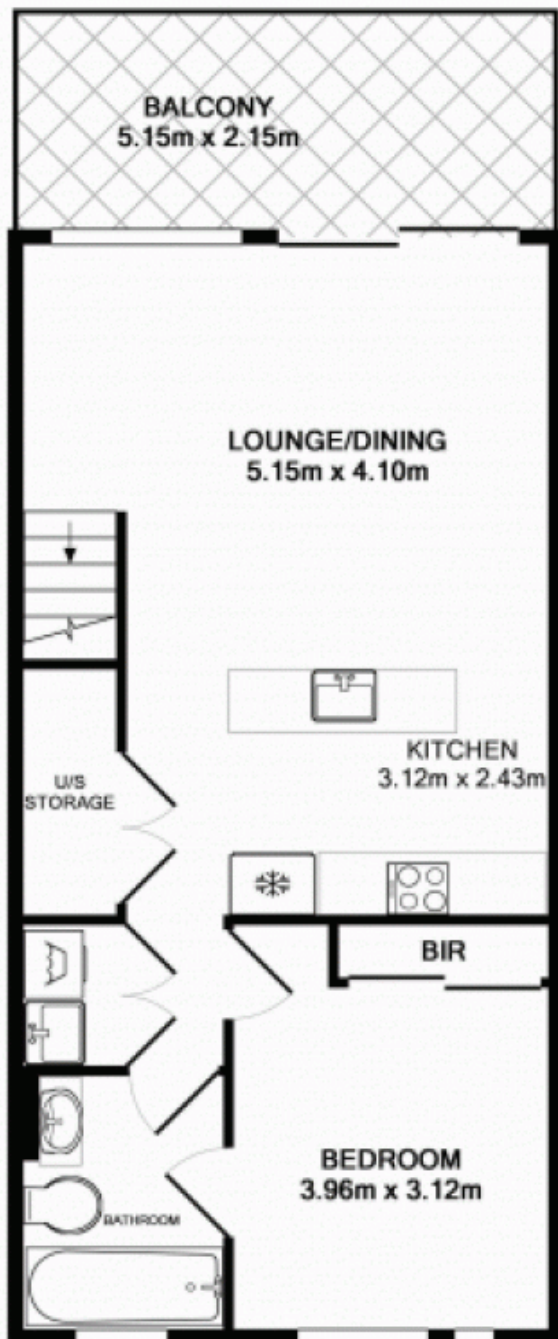 BALCONY
5.15m x 2.15m
LOUNGE/DINING
5.15m x 4.10m
KITCHEN
3.12m x 2.43m
U/S
STORAGE
BIR
BEDROOM
3.96m x 3.12m
BATHROOM